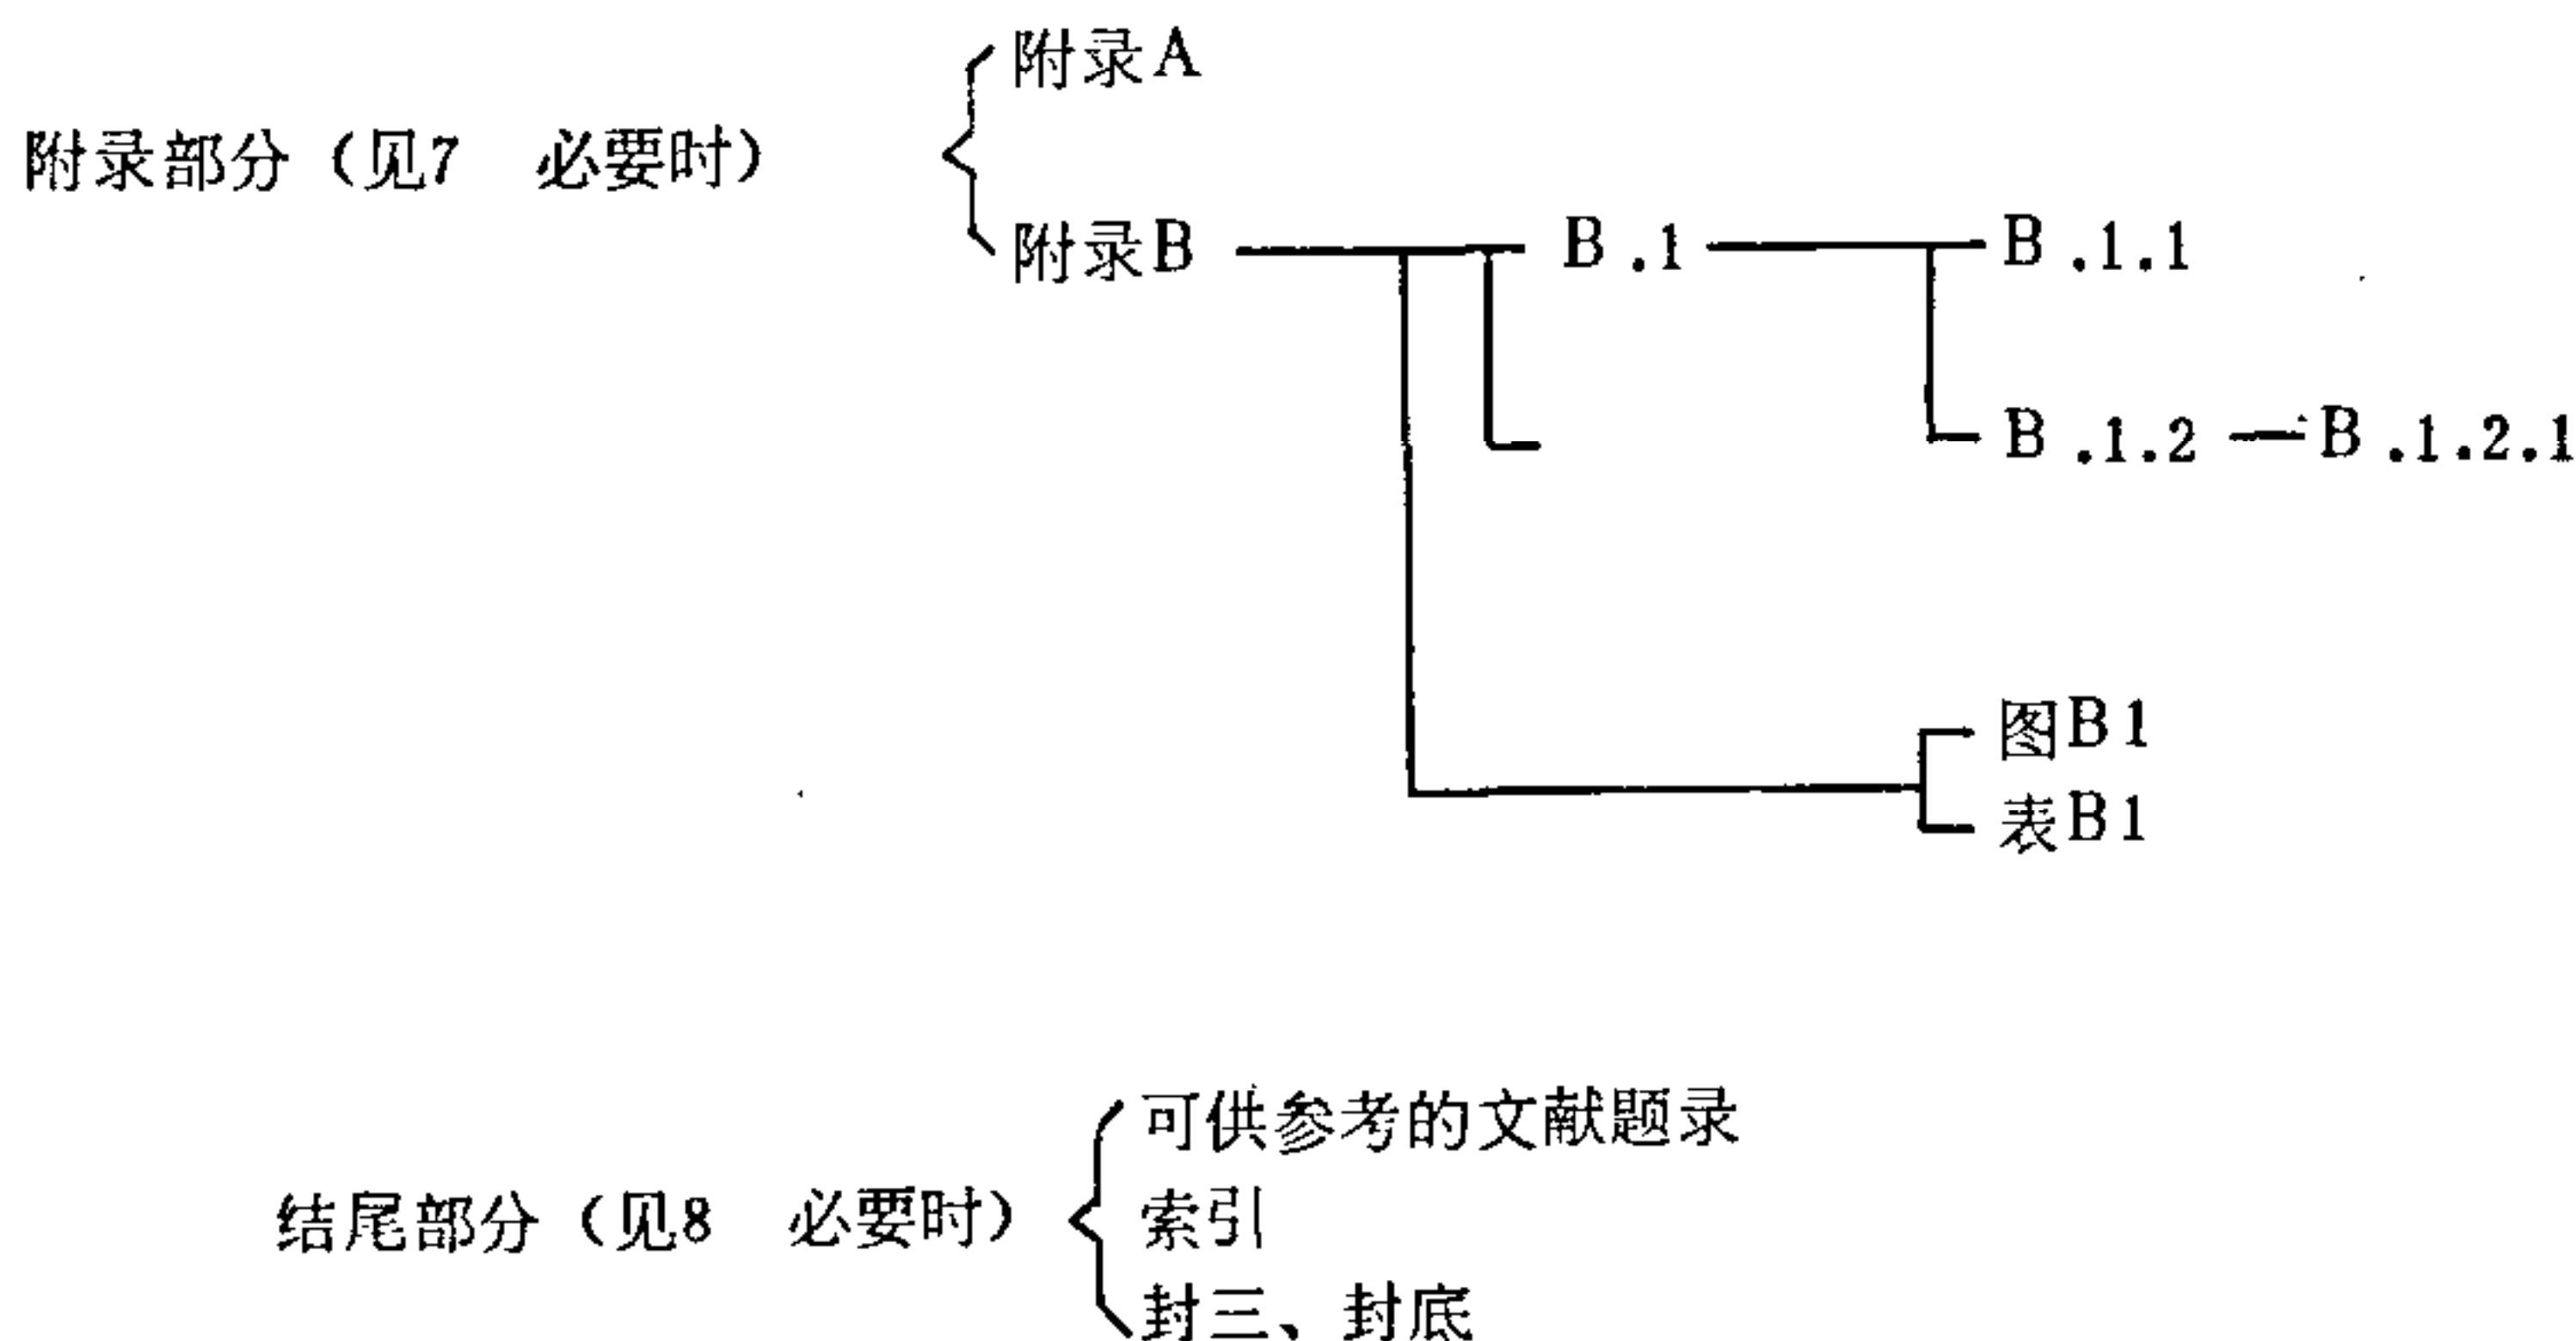 附录A
附录部分（见7　必要时）
附录B　B.1　B.1.1
B.1.2　B.1.2.1
图B1
表B1
可供参考的文献题录
结尾部分（见8　必要时）
索引
封三、封底